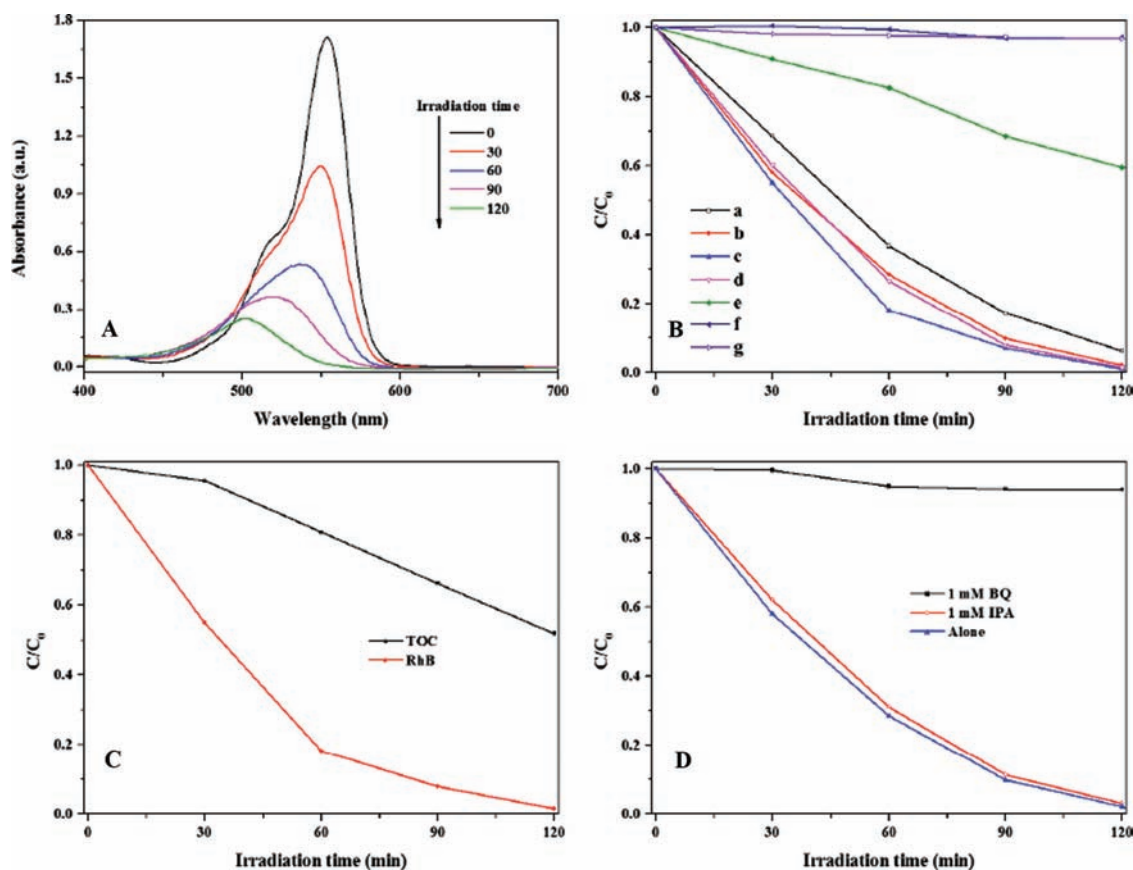 1.8
1.5
1.2
0.9
0.6
0.3
0.0
Absorbance (a.u.)
Irradiation time
0
30
60
90
120
A
400
500
600
700
Wavelength (nm)
1.0
0.8
0.6
0.4
0.2
0.0
C/C0
a
b
c
d
e
f
g
B
0
30
60
90
120
Irradiation time (min)
1.0
0.8
0.6
0.4
0.2
0.0
C/C0
TOC
RhB
C
0
30
60
90
120
Irradiation time (min)
1.0
0.8
0.6
0.4
0.2
0.0
C/C0
1 mM BQ
1 mM IPA
Alone
D
0
30
60
90
120
Irradiation time (min)